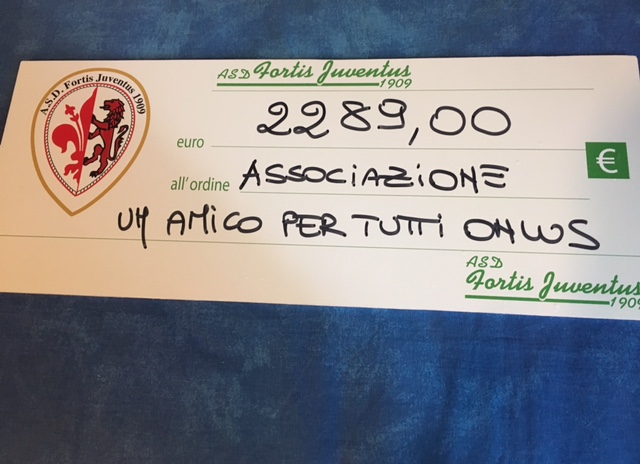 A.S.D. Fortis Juventus 1909
ASD Fortis Juventus
1909
euro 2289,00
€
all'ordine ASSOCIAZIONE
UN AMICO PER TUTTI ONLUS
ASD
Fortis Juventus
1909